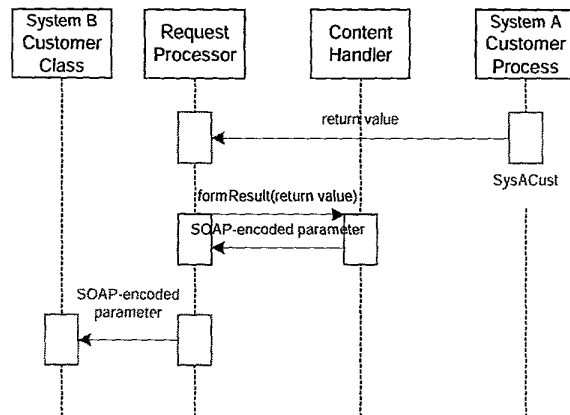 System B
Customer
Class
Request
Processor
Content
Handler
System A
Customer
Process
return value
SysACust
formResult(return value)
SOAP-encoded parameter
SOAP-encoded
parameter